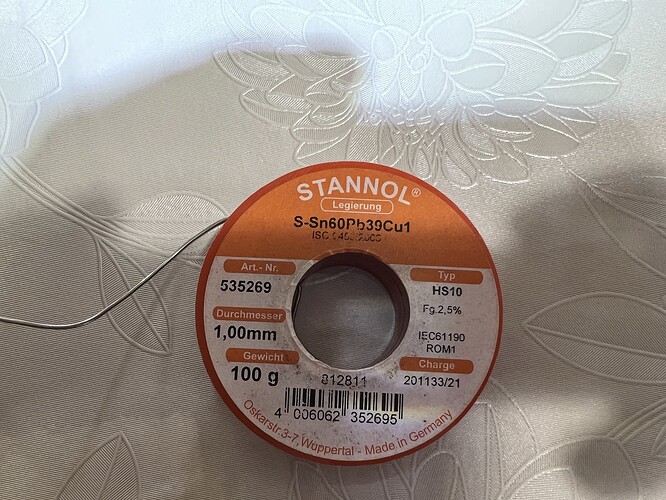 STANNOL®
Legierung
S-Sn60Pb39Cu1
Art.- Nr.
535269
Durchmesser
1,00mm
Gewicht
100 g
Typ
HS10
Fg.2,5%
IEC61190
ROM1
Charge
201133/21
812811
4 006062 352695
Oskarstr.3-7, Wuppertal - Made in Germany